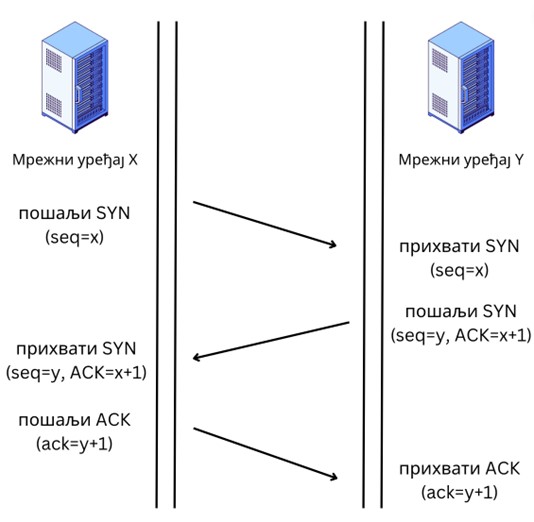 Мрежни уређај X
Мрежни уређај Y
пошаљи SYN
(seq=x)
прихвати SYN
(seq=x)
пошаљи SYN
(seq=y, ACK=x+1)
прихвати SYN
(seq=y, ACK=x+1)
пошаљи ACK
(ack=y+1)
прихвати ACK
(ack=y+1)